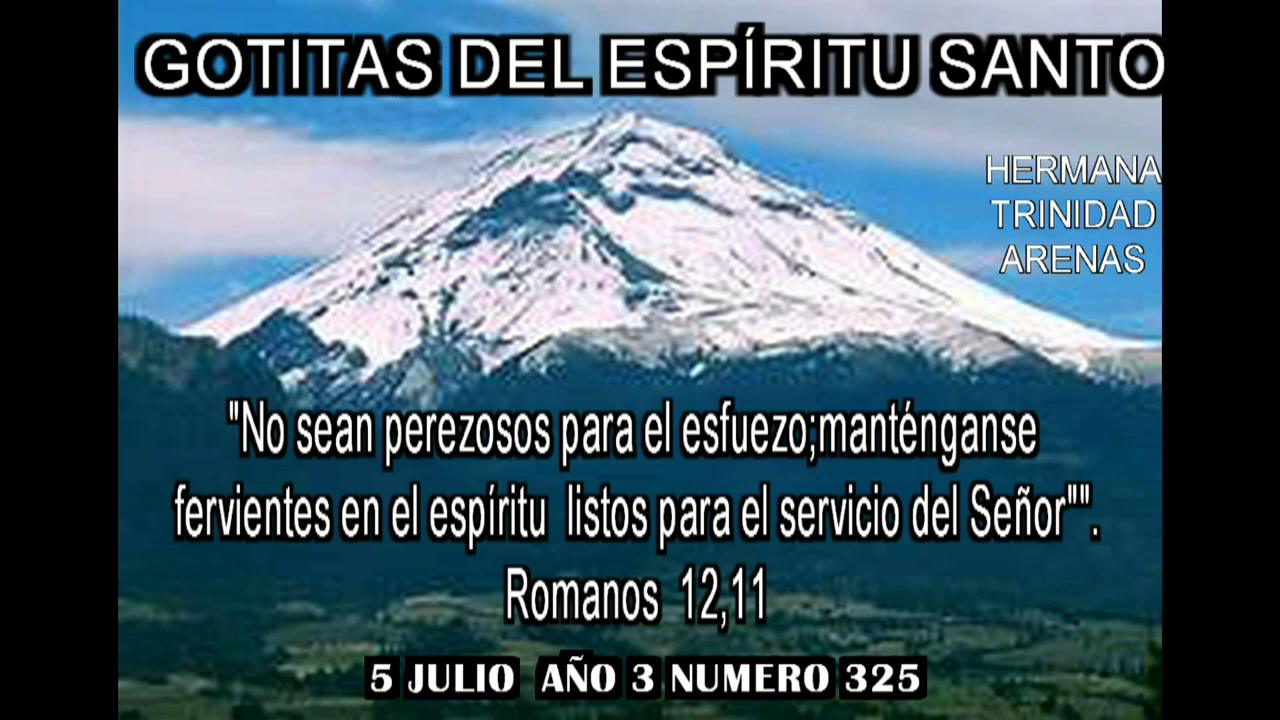 GOTITAS DEL ESPÍRITU SANTO
HERMANA
TRINIDAD
ARENAS
"No sean perezosos para el esfuezo;manténganse
fervientes en el espíritu listos para el servicio del Señor"".
Romanos 12,11
5 JULIO AÑO 3 NUMERO 325